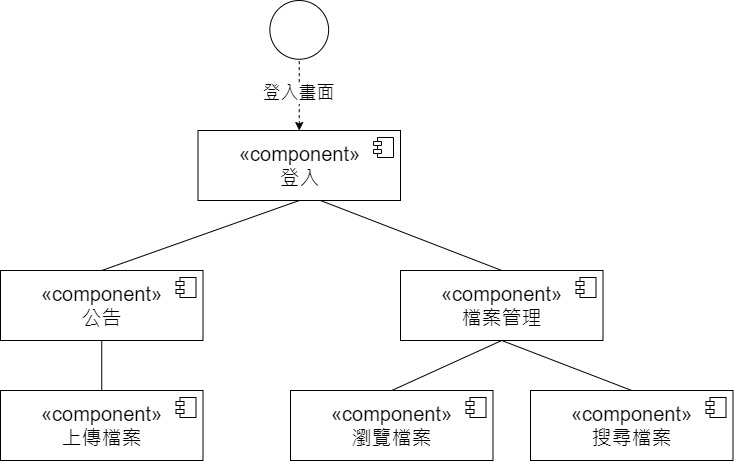 登入畫面
«component»
登入
«component»
公告
«component»
檔案管理
«component»
上傳檔案
«component»
瀏覽檔案
«component»
搜尋檔案